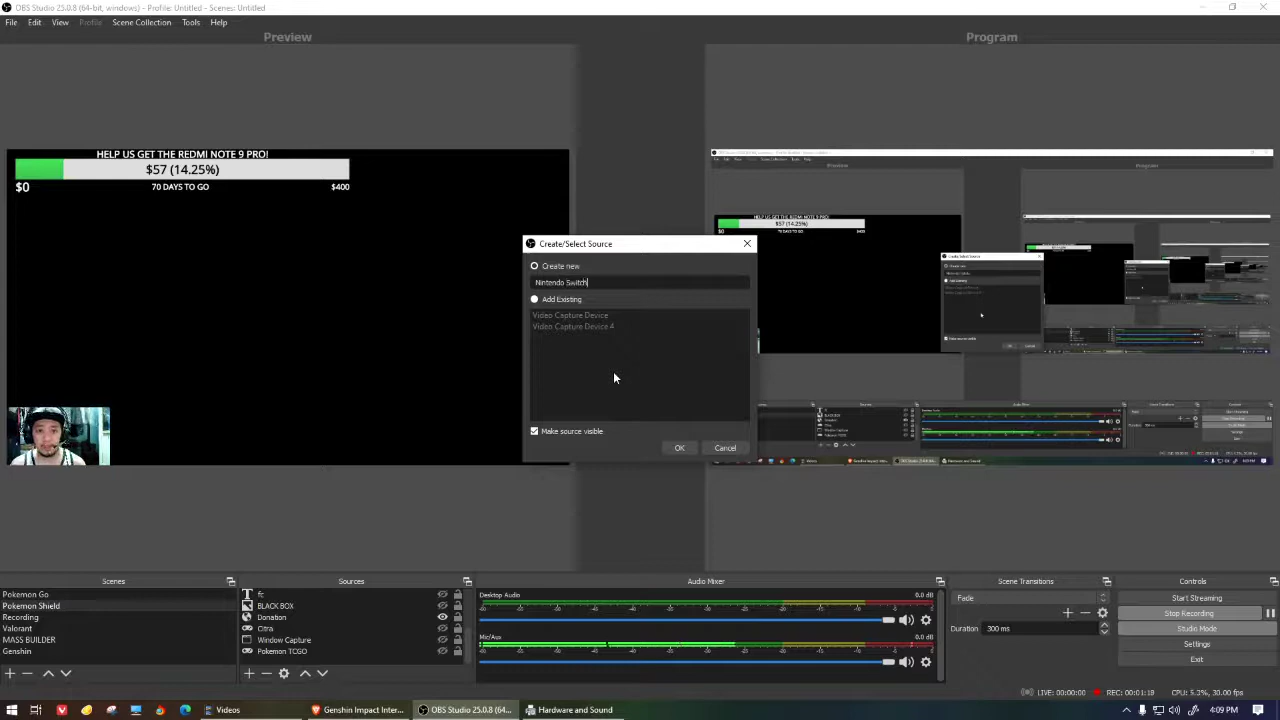 OBS Studio 25.0.8 (64-bit, windows) - Profile: Untitled - Scenes: Untitled
File Edit View Profile Scene Collection Tools Help
Preview
Program
HELP US GET THE REDMI NOTE 9 PRO!
$57 (14.25%)
$0 70 DAYS TO GO $400
Create/Select Source
Create new
Nintendo Switch
Add Existing
Video Capture Device
Video Capture Device 4
Make source visible
OK Cancel
Scenes
Pokemon Go
Pokemon Shield
Recording
Valorant
MASS BUILDER
Genshin
Sources
fc
BLACK BOX
Donation
Citra
Window Capture
Pokemon TCGO
Audio Mixer
Desktop Audio 0.0 dB
Mic/Aux 0.0 dB
Scene Transitions
Fade
Duration 300 ms
Controls
Start Streaming
Stop Recording
Studio Mode
Settings
Exit
LIVE: 00:00:00 REC: 00:01:19 CPU: 5.2%, 30.00 fps
Videos
Genshin Impact Inter...
OBS Studio 25.0.8 (64...
Hardware and Sound
4:09 PM